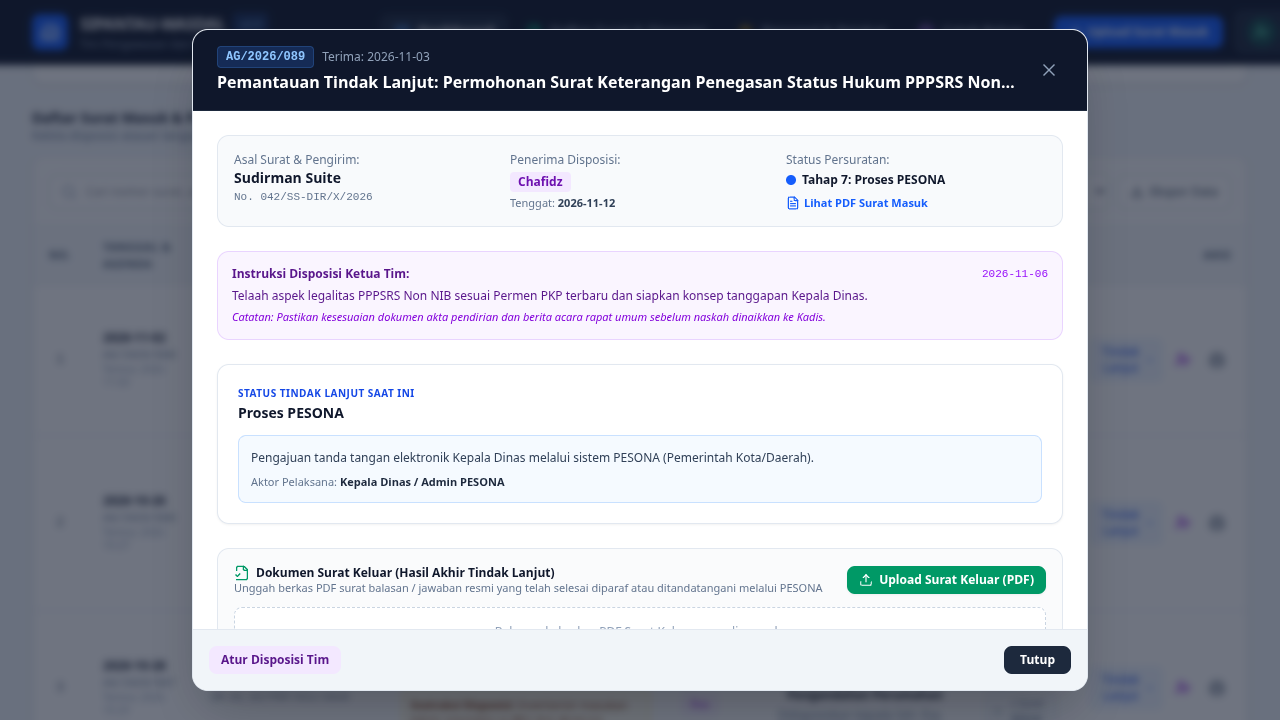 AG/2026/089 Terima: 2026-11-03
Pemantauan Tindak Lanjut: Permohonan Surat Keterangan Penegasan Status Hukum PPPSRS Non...
Asal Surat & Pengirim:
Sudirman Suite
No. 042/SS-DIR/X/2026
Penerima Disposisi:
Chafidz
Tenggat: 2026-11-12
Status Persuratan:
Tahap 7: Proses PESONA
Lihat PDF Surat Masuk
Instruksi Disposisi Ketua Tim: 2026-11-06
Telaah aspek legalitas PPPSRS Non NIB sesuai Permen PKP terbaru dan siapkan konsep tanggapan Kepala Dinas.
Catatan: Pastikan kesesuaian dokumen akta pendirian dan berita acara rapat umum sebelum naskah dinaikkan ke Kadis.
STATUS TINDAK LANJUT SAAT INI
Proses PESONA
Pengajuan tanda tangan elektronik Kepala Dinas melalui sistem PESONA (Pemerintah Kota/Daerah).
Aktor Pelaksana: Kepala Dinas / Admin PESONA
Dokumen Surat Keluar (Hasil Akhir Tindak Lanjut)
Unggah berkas PDF surat balasan / jawaban resmi yang telah selesai diparaf atau ditandatangani melalui PESONA
Upload Surat Keluar (PDF)
Atur Disposisi Tim
Tutup